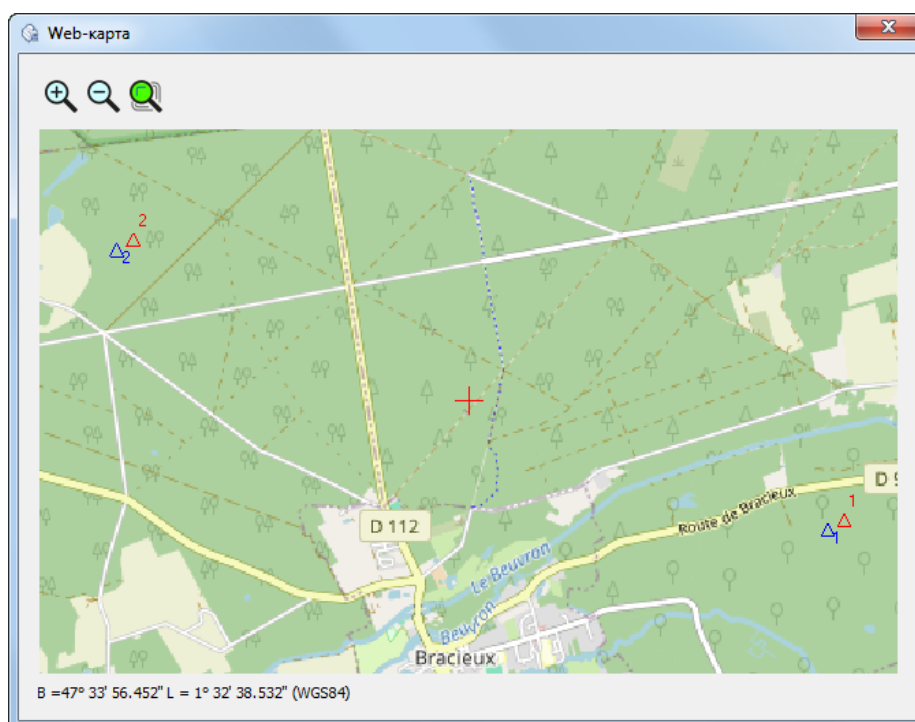 Web-карта
2
2
D 9
1
1
Route de Bracieux
D 112
Le Beuvron
Beuvron
Bracieux
B =47° 33' 56.452" L = 1° 32' 38.532" (WGS84)